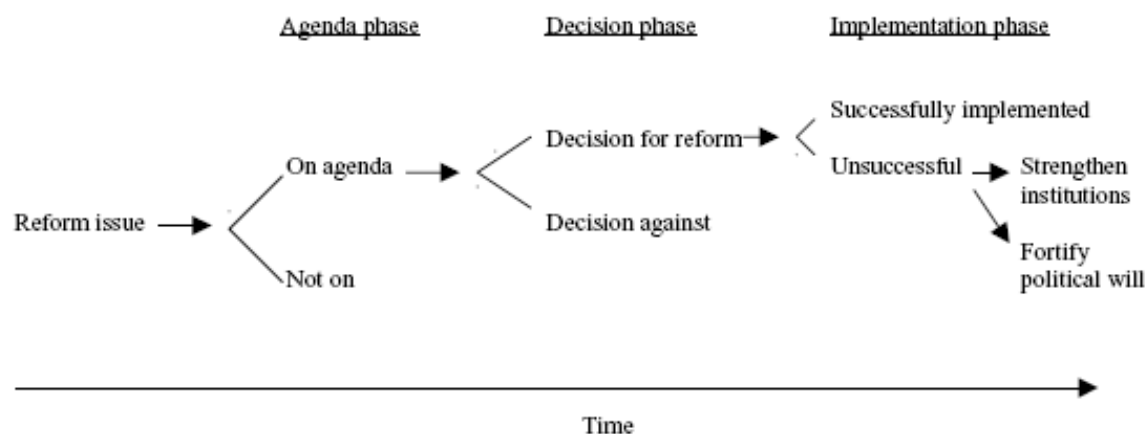 Agenda phase
Decision phase
Implementation phase
Successfully implemented
Decision for reform
On agenda
Unsuccessful
Strengthen
institutions
Reform issue
Decision against
Fortify
political will
Not on
Time